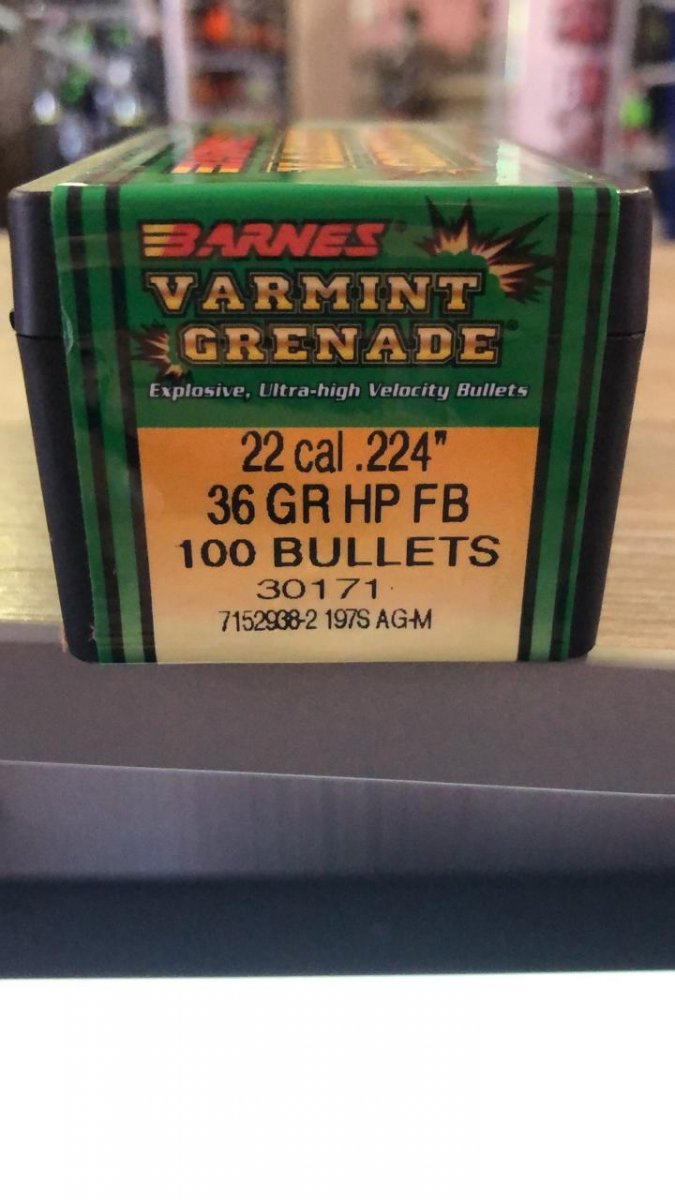 BARNES
VARMINT
GRENADE®
Explosive, Ultra-high Velocity Bullets
22 cal .224"
36 GR HP FB
100 BULLETS
30171
7152938-2 197S AG-M